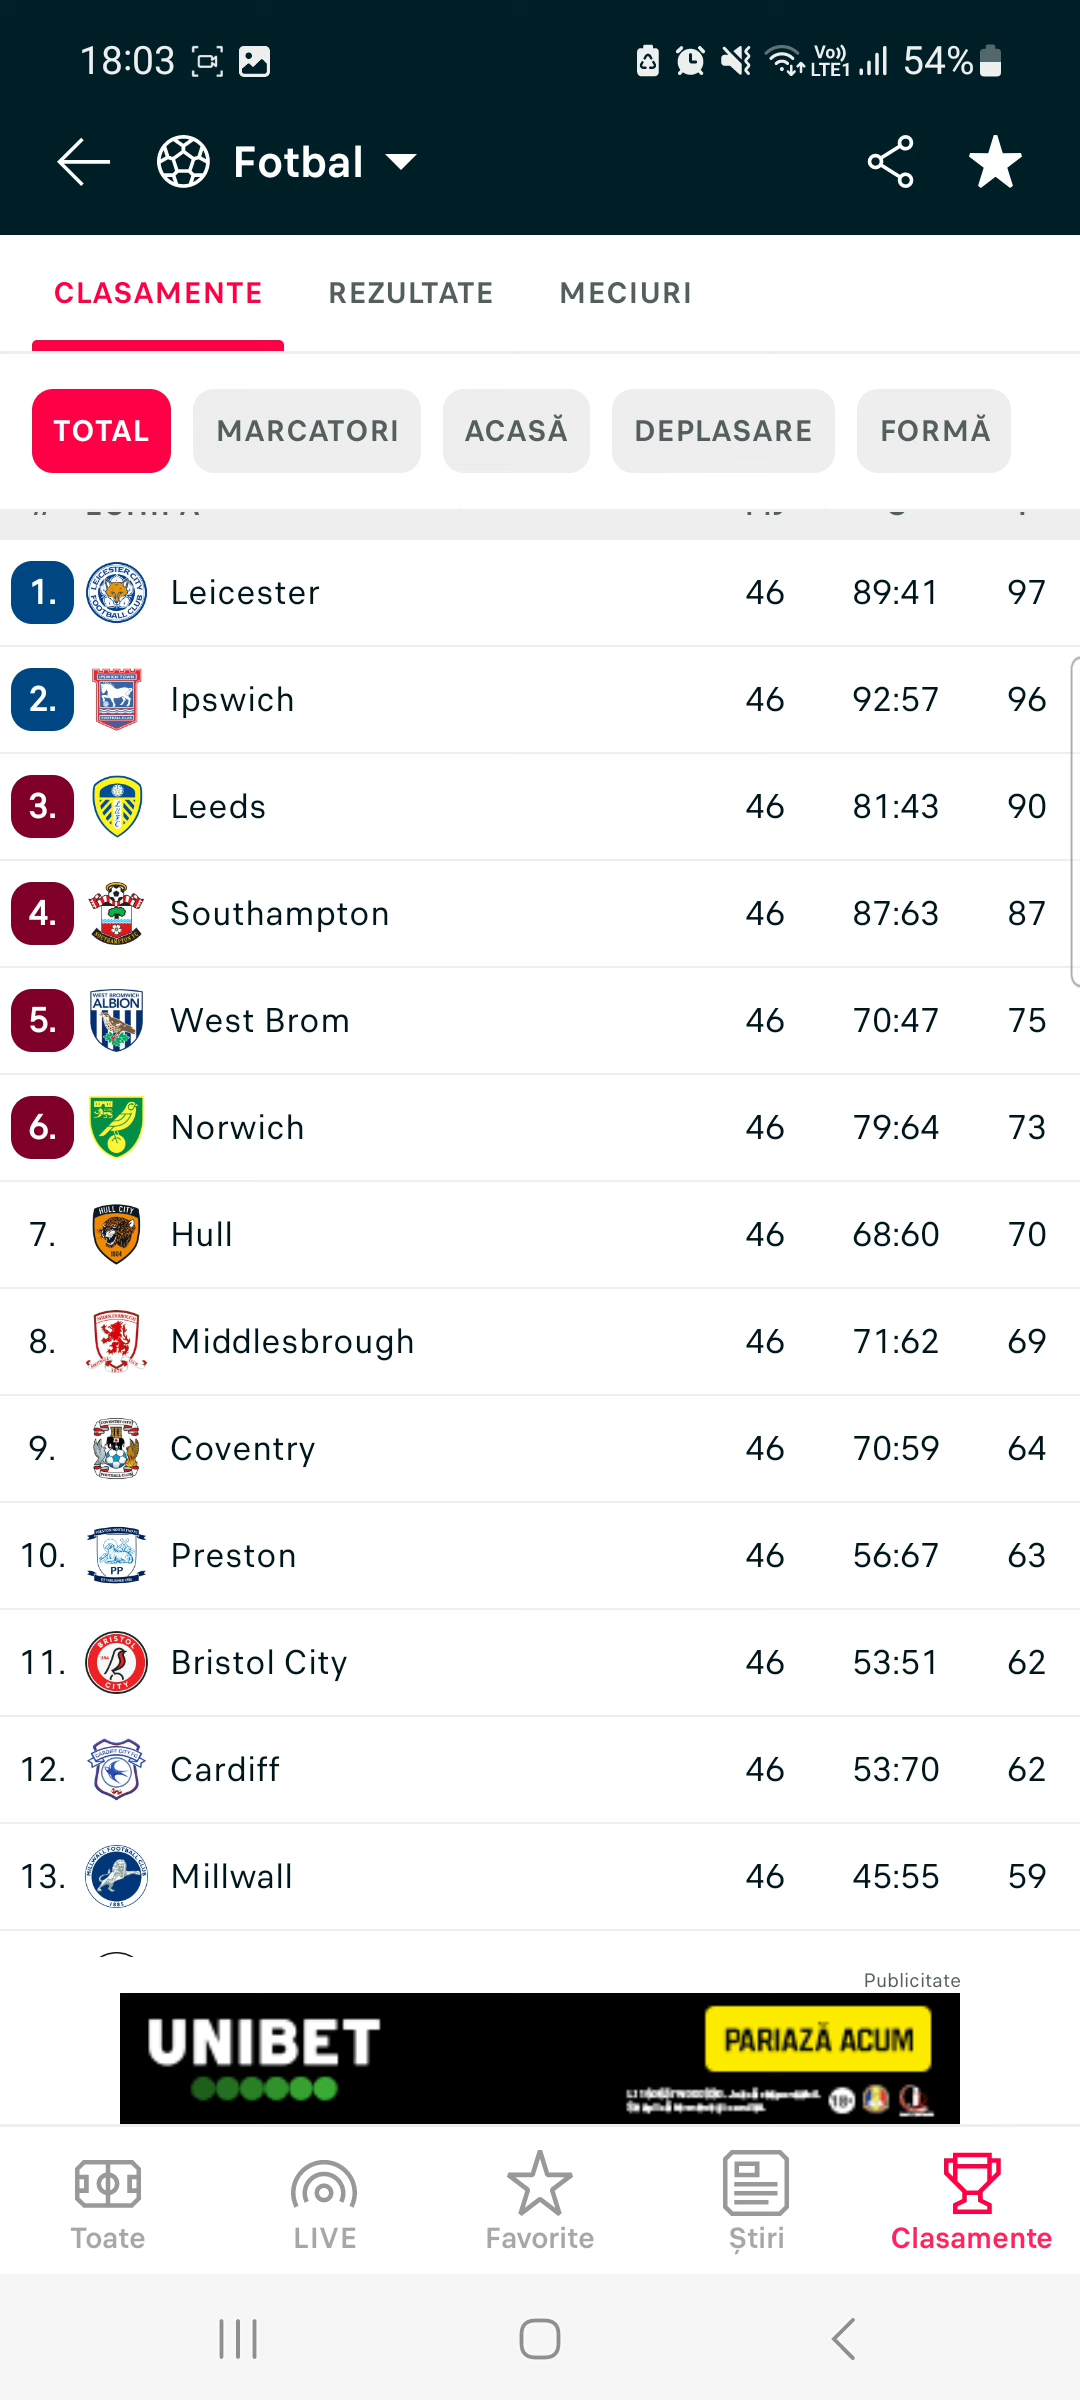 18:03 Vo)) LTE1 54%
Fotbal
CLASAMENTE REZULTATE MECIURI
TOTAL MARCATORI ACASĂ DEPLASARE FORMĂ
1. Leicester 46 89:41 97
2. Ipswich 46 92:57 96
3. Leeds 46 81:43 90
4. Southampton 46 87:63 87
5. West Brom 46 70:47 75
6. Norwich 46 79:64 73
7. Hull 46 68:60 70
8. Middlesbrough 46 71:62 69
9. Coventry 46 70:59 64
10. Preston 46 56:67 63
11. Bristol City 46 53:51 62
12. Cardiff 46 53:70 62
13. Millwall 46 45:55 59
Publicitate
UNIBET PARIAZĂ ACUM
18+
Toate LIVE Favorite Știri Clasamente